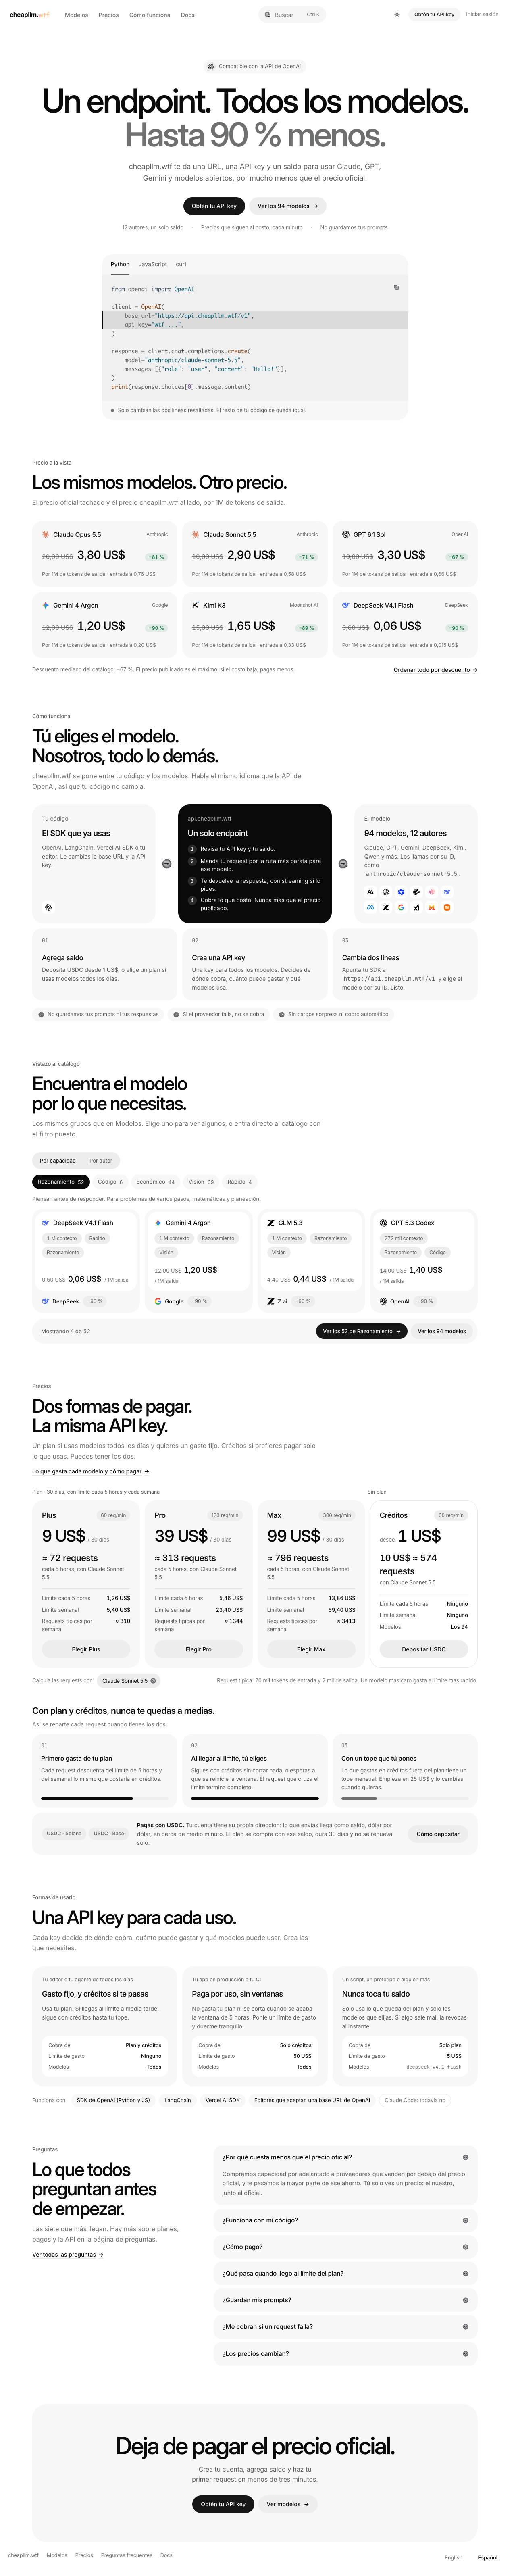 cheapllm.wtf Modelos Precios Cómo funciona Docs Buscar Ctrl K Obtén tu API key Iniciar sesión
Compatible con la API de OpenAI
Un endpoint. Todos los modelos.
Hasta 90 % menos.
cheapllm.wtf te da una URL, una API key y un saldo para usar Claude, GPT,
Gemini y modelos abiertos, por mucho menos que el precio oficial.
Obtén tu API key Ver los 94 modelos →
12 autores, un solo saldo · Precios que siguen al costo, cada minuto · No guardamos tus prompts
Python JavaScript curl
from openai import OpenAI
client = OpenAI(
base_url="https://api.cheapllm.wtf/v1",
api_key="wtf_...",
)
response = client.chat.completions.create(
model="anthropic/claude-sonnet-5.5",
messages=[{"role": "user", "content": "Hello!"}],
)
print(response.choices[0].message.content)
Solo cambian las dos líneas resaltadas. El resto de tu código se queda igual.
Precio a la vista
Los mismos modelos. Otro precio.
El precio oficial tachado y el precio cheapllm.wtf al lado, por 1M de tokens de salida.
Claude Opus 5.5 Anthropic
20,00 US$ 3,80 US$ −81 %
Por 1M de tokens de salida · entrada a 0,76 US$
Claude Sonnet 5.5 Anthropic
10,00 US$ 2,90 US$ −71 %
Por 1M de tokens de salida · entrada a 0,58 US$
GPT 6.1 Sol OpenAI
10,00 US$ 3,30 US$ −67 %
Por 1M de tokens de salida · entrada a 0,66 US$
Gemini 4 Argon Google
12,00 US$ 1,20 US$ −90 %
Por 1M de tokens de salida · entrada a 0,20 US$
Kimi K3 Moonshot AI
15,00 US$ 1,65 US$ −89 %
Por 1M de tokens de salida · entrada a 0,33 US$
DeepSeek V4.1 Flash DeepSeek
0,60 US$ 0,06 US$ −90 %
Por 1M de tokens de salida · entrada a 0,015 US$
Descuento mediano del catálogo: −67 %. El precio publicado es el máximo: si el costo baja, pagas menos.
Ordenar todo por descuento →
Cómo funciona
Tú eliges el modelo.
Nosotros, todo lo demás.
cheapllm.wtf se pone entre tu código y los modelos. Habla el mismo idioma que la API de
OpenAI, así que tu código no cambia.
Tu código
El SDK que ya usas
OpenAI, LangChain, Vercel AI SDK o tu
editor. Le cambias la base URL y la API
key.
api.cheapllm.wtf
Un solo endpoint
1 Revisa tu API key y tu saldo.
2 Manda tu request por la ruta más barata para
ese modelo.
3 Te devuelve la respuesta, con streaming si lo
pides.
4 Cobra lo que costó. Nunca más que el precio
publicado.
El modelo
94 modelos, 12 autores
Claude, GPT, Gemini, DeepSeek, Kimi,
Qwen y más. Los llamas por su ID,
como
anthropic/claude-sonnet-5.5 .
01
Agrega saldo
Deposita USDC desde 1 US$, o elige un plan si
usas modelos todos los días.
02
Crea una API key
Una key para todos los modelos. Decides de
dónde cobra, cuánto puede gastar y qué
modelos usa.
03
Cambia dos líneas
Apunta tu SDK a
https://api.cheapllm.wtf/v1 y elige el
modelo por su ID. Listo.
No guardamos tus prompts ni tus respuestas
Si el proveedor falla, no se cobra
Sin cargos sorpresa ni cobro automático
Vistazo al catálogo
Encuentra el modelo
por lo que necesitas.
Los mismos grupos que en Modelos. Elige uno para ver algunos, o entra directo al catálogo con
el filtro puesto.
Por capacidad Por autor
Razonamiento 52 Código 6 Económico 44 Visión 69 Rápido 4
Piensan antes de responder. Para problemas de varios pasos, matemáticas y planeación.
DeepSeek V4.1 Flash
1 M contexto Rápido
Razonamiento
0,60 US$ 0,06 US$ / 1M salida
DeepSeek −90 %
Gemini 4 Argon
1 M contexto Razonamiento
Visión
12,00 US$ 1,20 US$
/ 1M salida
Google −90 %
GLM 5.3
1 M contexto Razonamiento
Visión
4,40 US$ 0,44 US$ / 1M salida
Z.ai −90 %
GPT 5.3 Codex
272 mil contexto
Razonamiento Código
14,00 US$ 1,40 US$
/ 1M salida
OpenAI −90 %
Mostrando 4 de 52
Ver los 52 de Razonamiento → Ver los 94 modelos
Precios
Dos formas de pagar.
La misma API key.
Un plan si usas modelos todos los días y quieres un gasto fijo. Créditos si prefieres pagar solo
lo que usas. Puedes tener los dos.
Lo que gasta cada modelo y cómo pagar →
Plan · 30 días, con límite cada 5 horas y cada semana
Sin plan
Plus 60 req/min
9 US$ / 30 días
≈ 72 requests
cada 5 horas, con Claude Sonnet
5.5
Límite cada 5 horas 1,26 US$
Límite semanal 5,40 US$
Requests típicas por
semana ≈ 310
Elegir Plus
Pro 120 req/min
39 US$ / 30 días
≈ 313 requests
cada 5 horas, con Claude Sonnet
5.5
Límite cada 5 horas 5,46 US$
Límite semanal 23,40 US$
Requests típicas por
semana ≈ 1344
Elegir Pro
Max 300 req/min
99 US$ / 30 días
≈ 796 requests
cada 5 horas, con Claude Sonnet
5.5
Límite cada 5 horas 13,86 US$
Límite semanal 59,40 US$
Requests típicas por
semana ≈ 3413
Elegir Max
Créditos 60 req/min
desde 1 US$
10 US$ ≈ 574
requests
con Claude Sonnet 5.5
Límite cada 5 horas Ninguno
Límite semanal Ninguno
Modelos Los 94
Depositar USDC
Calcula las requests con Claude Sonnet 5.5
Request típica: 20 mil tokens de entrada y 2 mil de salida. Un modelo más caro gasta el límite más rápido.
Con plan y créditos, nunca te quedas a medias.
Así se reparte cada request cuando tienes los dos.
01
Primero gasta de tu plan
Cada request descuenta del límite de 5 horas y
del semanal lo mismo que costaría en créditos.
02
Al llegar al límite, tú eliges
Sigues con créditos sin cortar nada, o esperas a
que se reinicie la ventana. El request que cruza el
límite termina completo.
03
Con un tope que tú pones
Lo que gastas en créditos fuera del plan tiene un
tope mensual. Empieza en 25 US$ y lo cambias
cuando quieras.
USDC · Solana USDC · Base
Pagas con USDC. Tu cuenta tiene su propia dirección: lo que envías llega como saldo, dólar por
dólar, en cerca de medio minuto. El plan se compra con ese saldo, dura 30 días y no se renueva
solo.
Cómo depositar
Formas de usarlo
Una API key para cada uso.
Cada key decide de dónde cobra, cuánto puede gastar y qué modelos puede usar. Crea las
que necesites.
Tu editor o tu agente de todos los días
Gasto fijo, y créditos si te pasas
Usa tu plan. Si llegas al límite a media tarde,
sigue con créditos hasta tu tope.
Cobra de Plan y créditos
Límite de gasto Ninguno
Modelos Todos
Tu app en producción o tu CI
Paga por uso, sin ventanas
No gasta tu plan ni se corta cuando se acaba
la ventana de 5 horas. Ponle un límite de gasto
y duerme tranquilo.
Cobra de Solo créditos
Límite de gasto 50 US$
Modelos Todos
Un script, un prototipo o alguien más
Nunca toca tu saldo
Solo usa lo que queda del plan y solo los
modelos que elijas. Si algo sale mal, la revocas
al instante.
Cobra de Solo plan
Límite de gasto 5 US$
Modelos deepseek-v4.1-flash
Funciona con SDK de OpenAI (Python y JS) LangChain Vercel AI SDK Editores que aceptan una base URL de OpenAI Claude Code: todavía no
Preguntas
Lo que todos
preguntan antes
de empezar.
Las siete que más llegan. Hay más sobre planes,
pagos y la API en la página de preguntas.
Ver todas las preguntas →
¿Por qué cuesta menos que el precio oficial?
Compramos capacidad por adelantado a proveedores que venden por debajo del precio
oficial, y te pasamos la mayor parte de ese ahorro. Tú solo ves un precio: el nuestro,
junto al oficial.
¿Funciona con mi código?
¿Cómo pago?
¿Qué pasa cuando llego al límite del plan?
¿Guardan mis prompts?
¿Me cobran si un request falla?
¿Los precios cambian?
Deja de pagar el precio oficial.
Crea tu cuenta, agrega saldo y haz tu
primer request en menos de tres minutos.
Obtén tu API key Ver modelos →
cheapllm.wtf Modelos Precios Preguntas frecuentes Docs English Español